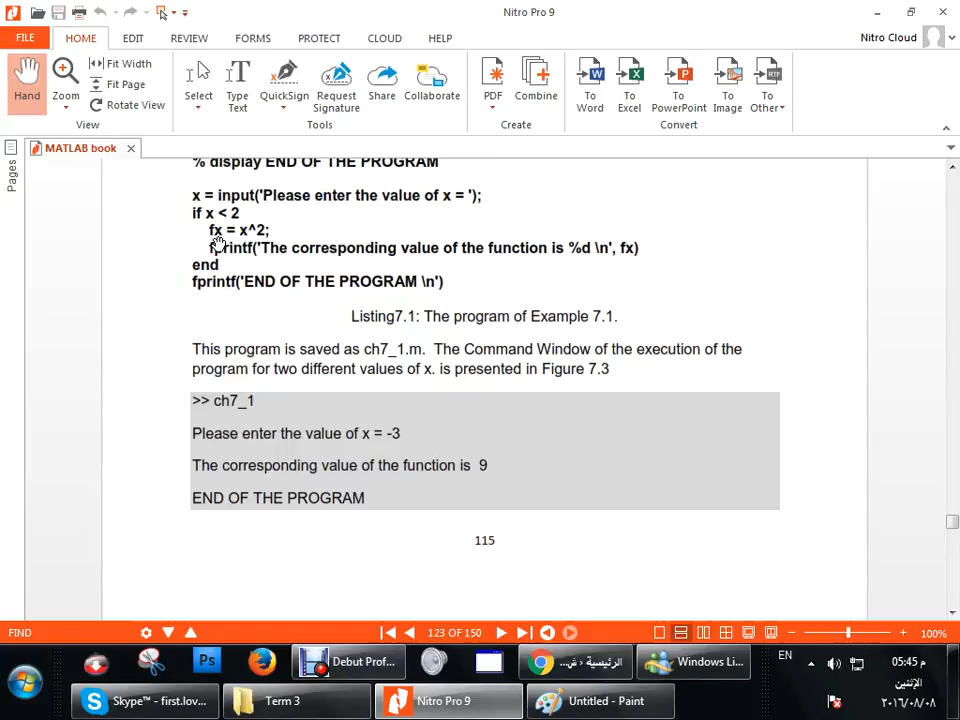 Nitro Pro 9
FILE
HOME
EDIT
REVIEW
FORMS
PROTECT
CLOUD
HELP
Nitro Cloud
Hand
Zoom
Fit Width
Fit Page
Rotate View
View
Select
Type Text
QuickSign
Request Signature
Share
Collaborate
Tools
PDF
Combine
Create
To Word
To Excel
To PowerPoint
To Image
To Other
Convert
Pages
MATLAB book
% display END OF THE PROGRAM
x = input('Please enter the value of x = ');
if x < 2
fx = x^2;
fprintf('The corresponding value of the function is %d \n', fx)
end
fprintf('END OF THE PROGRAM \n')
Listing7.1: The program of Example 7.1.
This program is saved as ch7_1.m. The Command Window of the execution of the
program for two different values of x. is presented in Figure 7.3
>> ch7_1
Please enter the value of x = -3
The corresponding value of the function is 9
END OF THE PROGRAM
115
FIND
123 OF 150
100%
Ps
Debut Prof...
الرئيسية - ش...
Windows Li...
EN
05:45 م
الإثنين
٢٠١٦/٠٨/٠٨
Skype™ - first.lov...
Term 3
Nitro Pro 9
Untitled - Paint